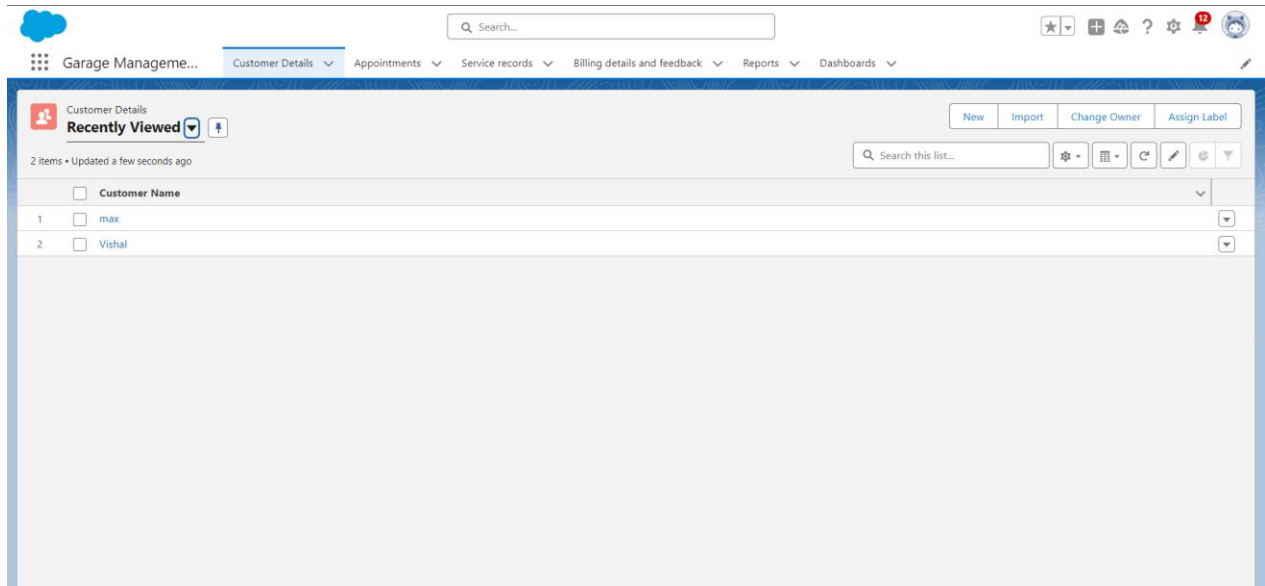 Search...
12
Garage Manageme... Customer Details Appointments Service records Billing details and feedback Reports Dashboards
Customer Details
Recently Viewed
New Import Change Owner Assign Label
2 items • Updated a few seconds ago
Search this list...
Customer Name
1 max
2 Vishal